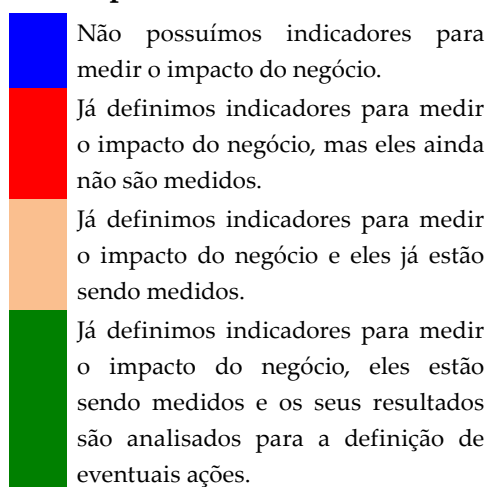 Não possuímos indicadores para
medir o impacto do negócio.
Já definimos indicadores para medir
o impacto do negócio, mas eles ainda
não são medidos.
Já definimos indicadores para medir
o impacto do negócio e eles já estão
sendo medidos.
Já definimos indicadores para medir
o impacto do negócio, eles estão
sendo medidos e os seus resultados
são analisados para a definição de
eventuais ações.